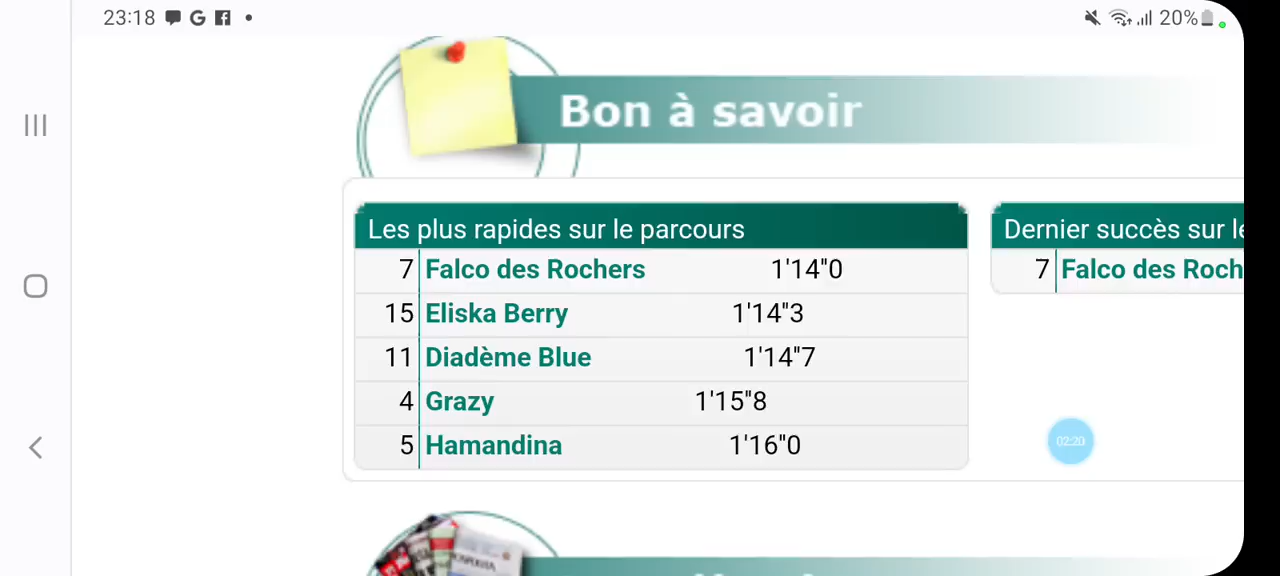 23:18
20%
Bon à savoir
Les plus rapides sur le parcours
7 Falco des Rochers 1'14"0
15 Eliska Berry 1'14"3
11 Diadème Blue 1'14"7
4 Grazy 1'15"8
5 Hamandina 1'16"0
Dernier succès sur le
7 Falco des Roch
02:20